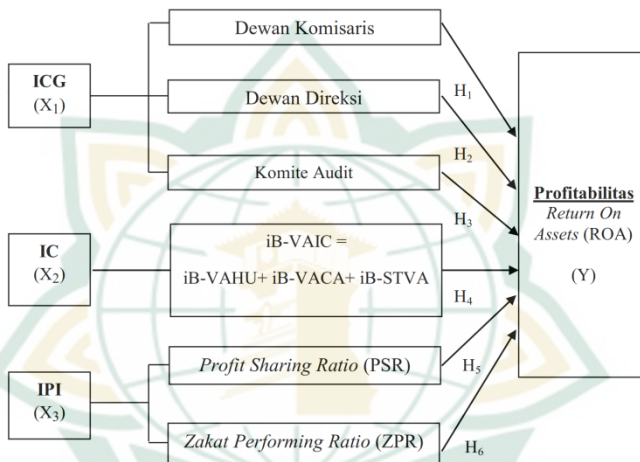 Dewan Komisaris
ICG
(X₁)
Dewan Direksi
H₁
Komite Audit
H₂
H₃
Profitabilitas
Return On
Assets (ROA)
(Y)
IC
(X₂)
iB-VAIC =
iB-VAHU+ iB-VACA+ iB-STVA
H₄
IPI
(X₃)
Profit Sharing Ratio (PSR)
H₅
Zakat Performing Ratio (ZPR)
H₆